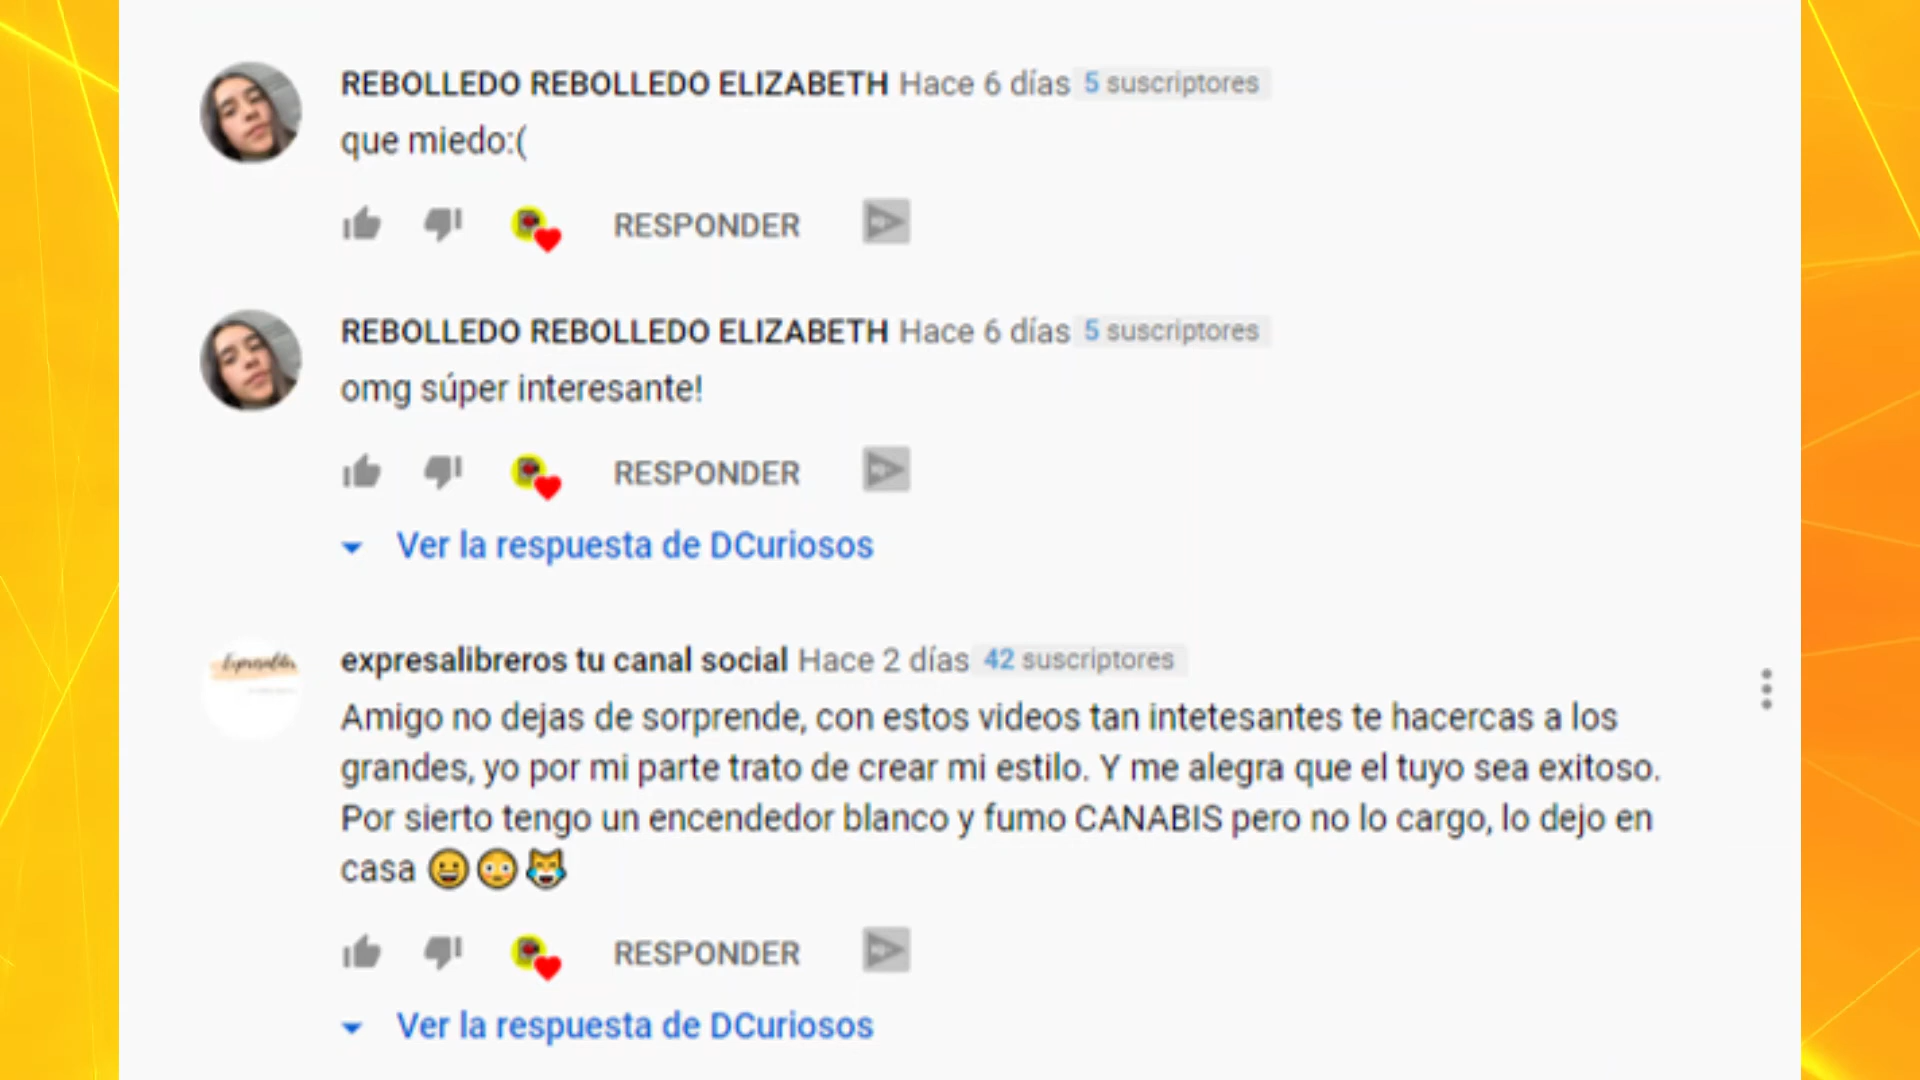 REBOLLEDO REBOLLEDO ELIZABETH Hace 6 días 5 suscriptores
que miedo:(
RESPONDER
REBOLLEDO REBOLLEDO ELIZABETH Hace 6 días 5 suscriptores
omg súper interesante!
RESPONDER
Ver la respuesta de DCuriosos
expresalibreros tu canal social Hace 2 días 42 suscriptores
Amigo no dejas de sorprende, con estos videos tan intetesantes te hacercas a los
grandes, yo por mi parte trato de crear mi estilo. Y me alegra que el tuyo sea exitoso.
Por sierto tengo un encendedor blanco y fumo CANABIS pero no lo cargo, lo dejo en
casa 😀😳😹
RESPONDER
Ver la respuesta de DCuriosos